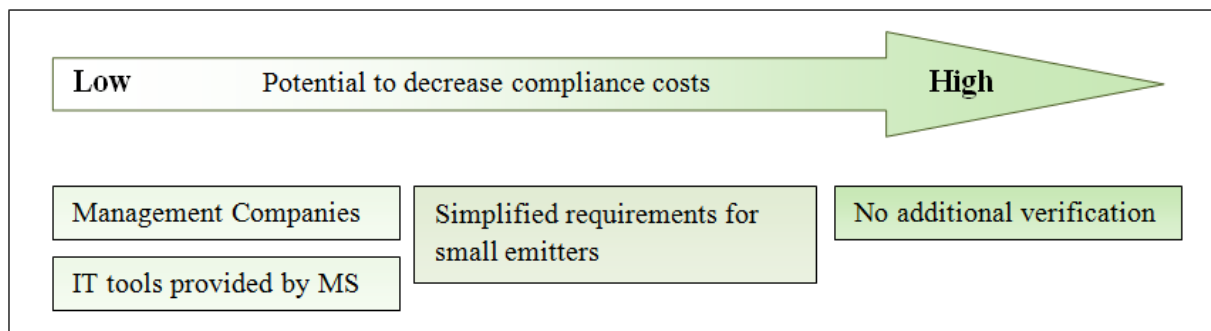 Low Potential to decrease compliance costs High
Management Companies
Simplified requirements for
small emitters
No additional verification
IT tools provided by MS